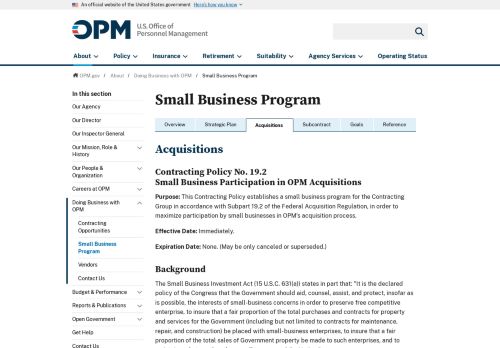 An official website of the United States government Here's how you know
OPM U.S. Office of
Personnel Management
About Policy Insurance Retirement Suitability Agency Services Operating Status
OPM.gov / About / Doing Business with OPM / Small Business Program
In this section
Our Agency
Our Director
Our Inspector General
Our Mission, Role &
History
Our People &
Organization
Careers at OPM
Doing Business with
OPM
Contracting
Opportunities
Small Business
Program
Vendors
Contact Us
Budget & Performance
Reports & Publications
Open Government
Get Help
Contact Us
Small Business Program
Overview Strategic Plan Acquisitions Subcontract Goals Reference
Acquisitions
Contracting Policy No. 19.2
Small Business Participation in OPM Acquisitions
Purpose: This Contracting Policy establishes a small business program for the Contracting
Group in accordance with Subpart 19.2 of the Federal Acquisition Regulation, in order to
maximize participation by small businesses in OPM's acquisition process.
Effective Date: Immediately.
Expiration Date: None. (May be only canceled or superseded.)
Background
The Small Business Investment Act (15 U.S.C. 631(a)) states in part that: "It is the declared
policy of the Congress that the Government should aid, counsel, assist, and protect, insofar as
is possible, the interests of small-business concerns in order to preserve free competitive
enterprise, to insure that a fair proportion of the total purchases and contracts for property
and services for the Government (including but not limited to contracts for maintenance,
repair, and construction) be placed with small-business enterprises, to insure that a fair
proportion of the total sales of Government property be made to such enterprises, and to